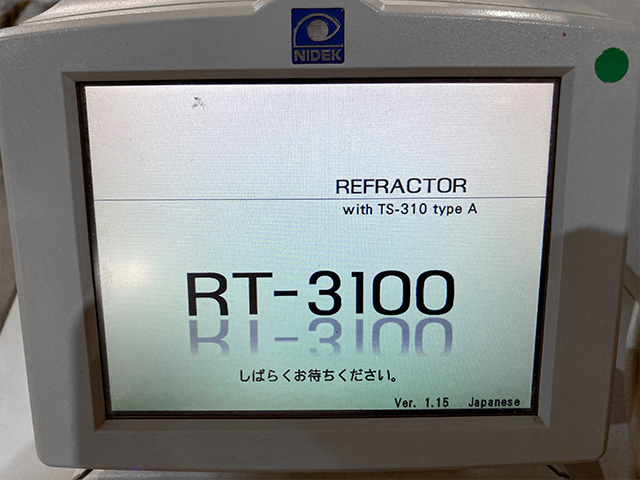 NIDEK
REFRACTOR
with TS-310 type A
RT-3100
しばらくお待ちください。
Ver. 1.15 Japanese